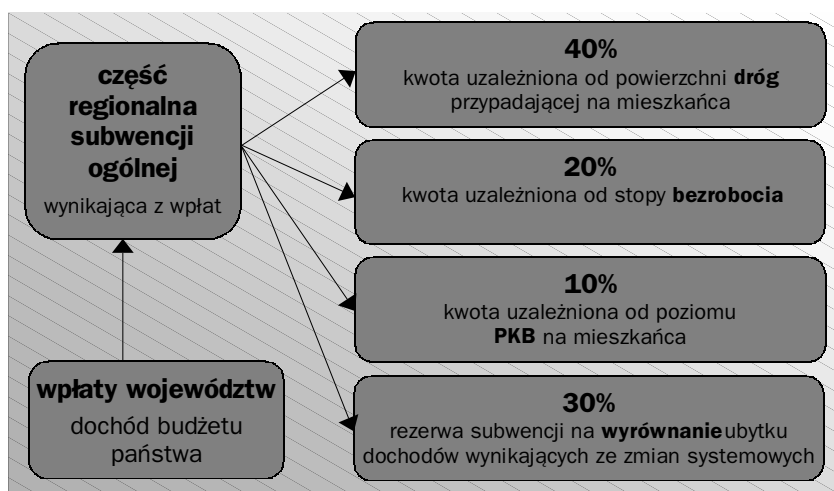 część
regionalna
subwencji
ogólnej
wynikająca z wpłat
wpłaty województw
dochód budżetu
państwa
40%
kwota uzależniona od powierzchni dróg
przypadającej na mieszkańca
20%
kwota uzależniona od stopy bezrobocia
10%
kwota uzależniona od poziomu
PKB na mieszkańca
30%
rezerwa subwencji na wyrównanie ubytku
dochodów wynikających ze zmian systemowych